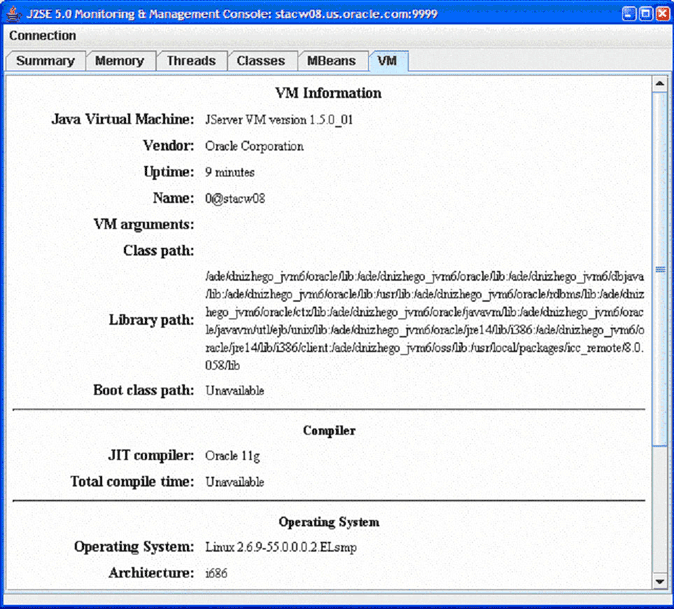 J2SE 5.0 Monitoring & Management Console: stacw08.us.oracle.com:9999
Connection
Summary Memory Threads Classes MBeans VM
VM Information
Java Virtual Machine: JServer VM version 1.5.0_01
Vendor: Oracle Corporation
Uptime: 9 minutes
Name: 0@stacw08
VM arguments:
Class path:
/ade/dnizhego_jvm6/oracle/lib:/ade/dnizhego_jvm6/oracle/lib:/ade/dnizhego_jvm6/dbjava
/lib:/ade/dnizhego_jvm6/oracle/lib:/usr/lib:/ade/dnizhego_jvm6/oracle/rdbms/lib:/ade/dniz
hego_jvm6/oracle/ctx/lib:/ade/dnizhego_jvm6/oracle/javavm/lib:/ade/dnizhego_jvm6/orac
Library path: le/javavm/utl/ejb/unix/lib:/ade/dnizhego_jvm6/oracle/jre14/lib/i386:/ade/dnizhego_jvm6/o
racle/jre14/lib/i386/client:/ade/dnizhego_jvm6/oss/lib:/usr/local/packages/icc_remote/8.0.
058/lib
Boot class path: Unavailable
Compiler
JIT compiler: Oracle 11g
Total compile time: Unavailable
Operating System
Operating System: Linux 2.6.9-55.0.0.0.2.ELsmp
Architecture: i686